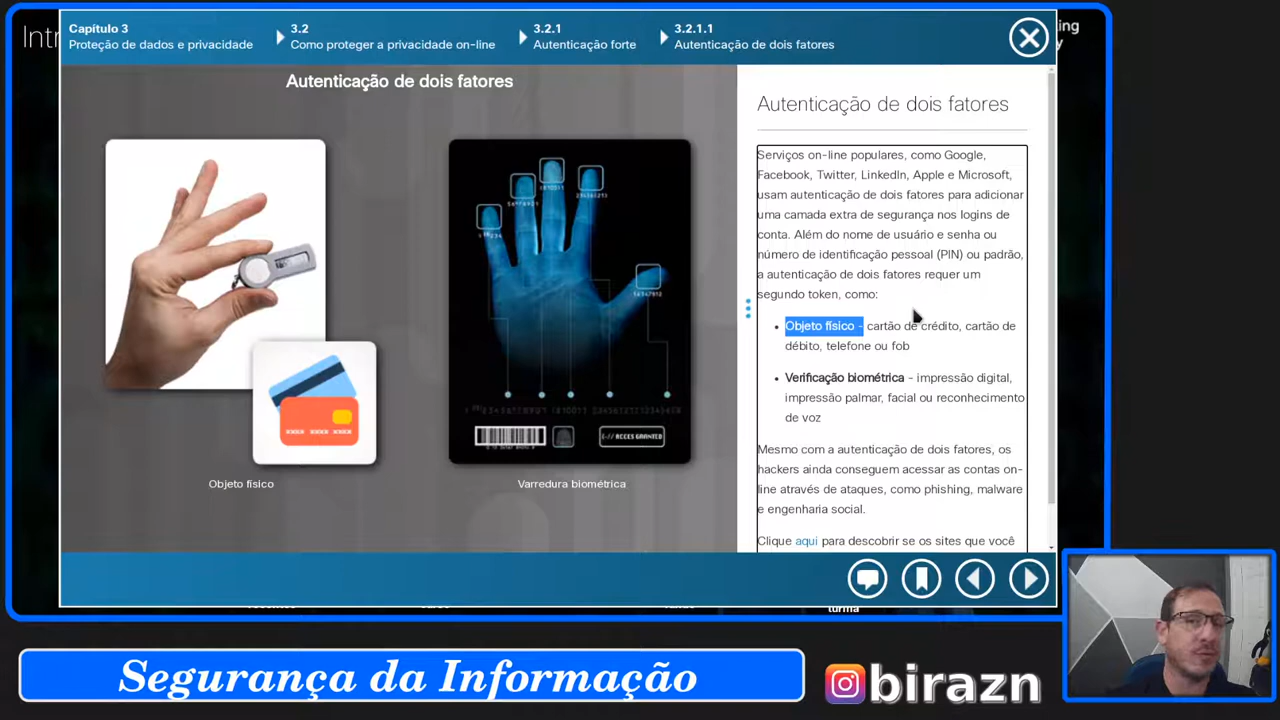 Intr
king
y
Capítulo 3
Proteção de dados e privacidade
3.2
Como proteger a privacidade on-line
3.2.1
Autenticação forte
3.2.1.1
Autenticação de dois fatores
Autenticação de dois fatores
ACCES GRANTED
Objeto físico
Varredura biométrica
Autenticação de dois fatores
Serviços on-line populares, como Google,
Facebook, Twitter, LinkedIn, Apple e Microsoft,
usam autenticação de dois fatores para adicionar
uma camada extra de segurança nos logins de
conta. Além do nome de usuário e senha ou
número de identificação pessoal (PIN) ou padrão,
a autenticação de dois fatores requer um
segundo token, como:
• Objeto físico - cartão de crédito, cartão de
débito, telefone ou fob
• Verificação biométrica - impressão digital,
impressão palmar, facial ou reconhecimento
de voz
Mesmo com a autenticação de dois fatores, os
hackers ainda conseguem acessar as contas on-
line através de ataques, como phishing, malware
e engenharia social.
Clique aqui para descobrir se os sites que você
turma
Segurança da Informação
birazn